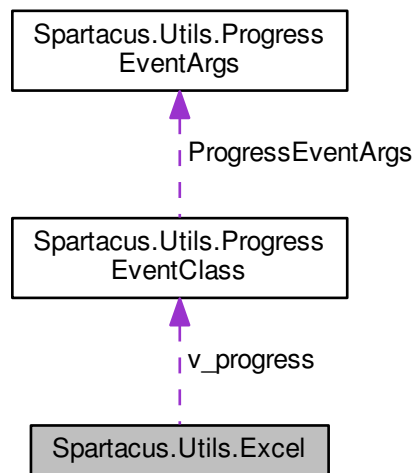 Spartacus.Utils.Progress
EventArgs
ProgressEventArgs
Spartacus.Utils.Progress
EventClass
v_progress
Spartacus.Utils.Excel